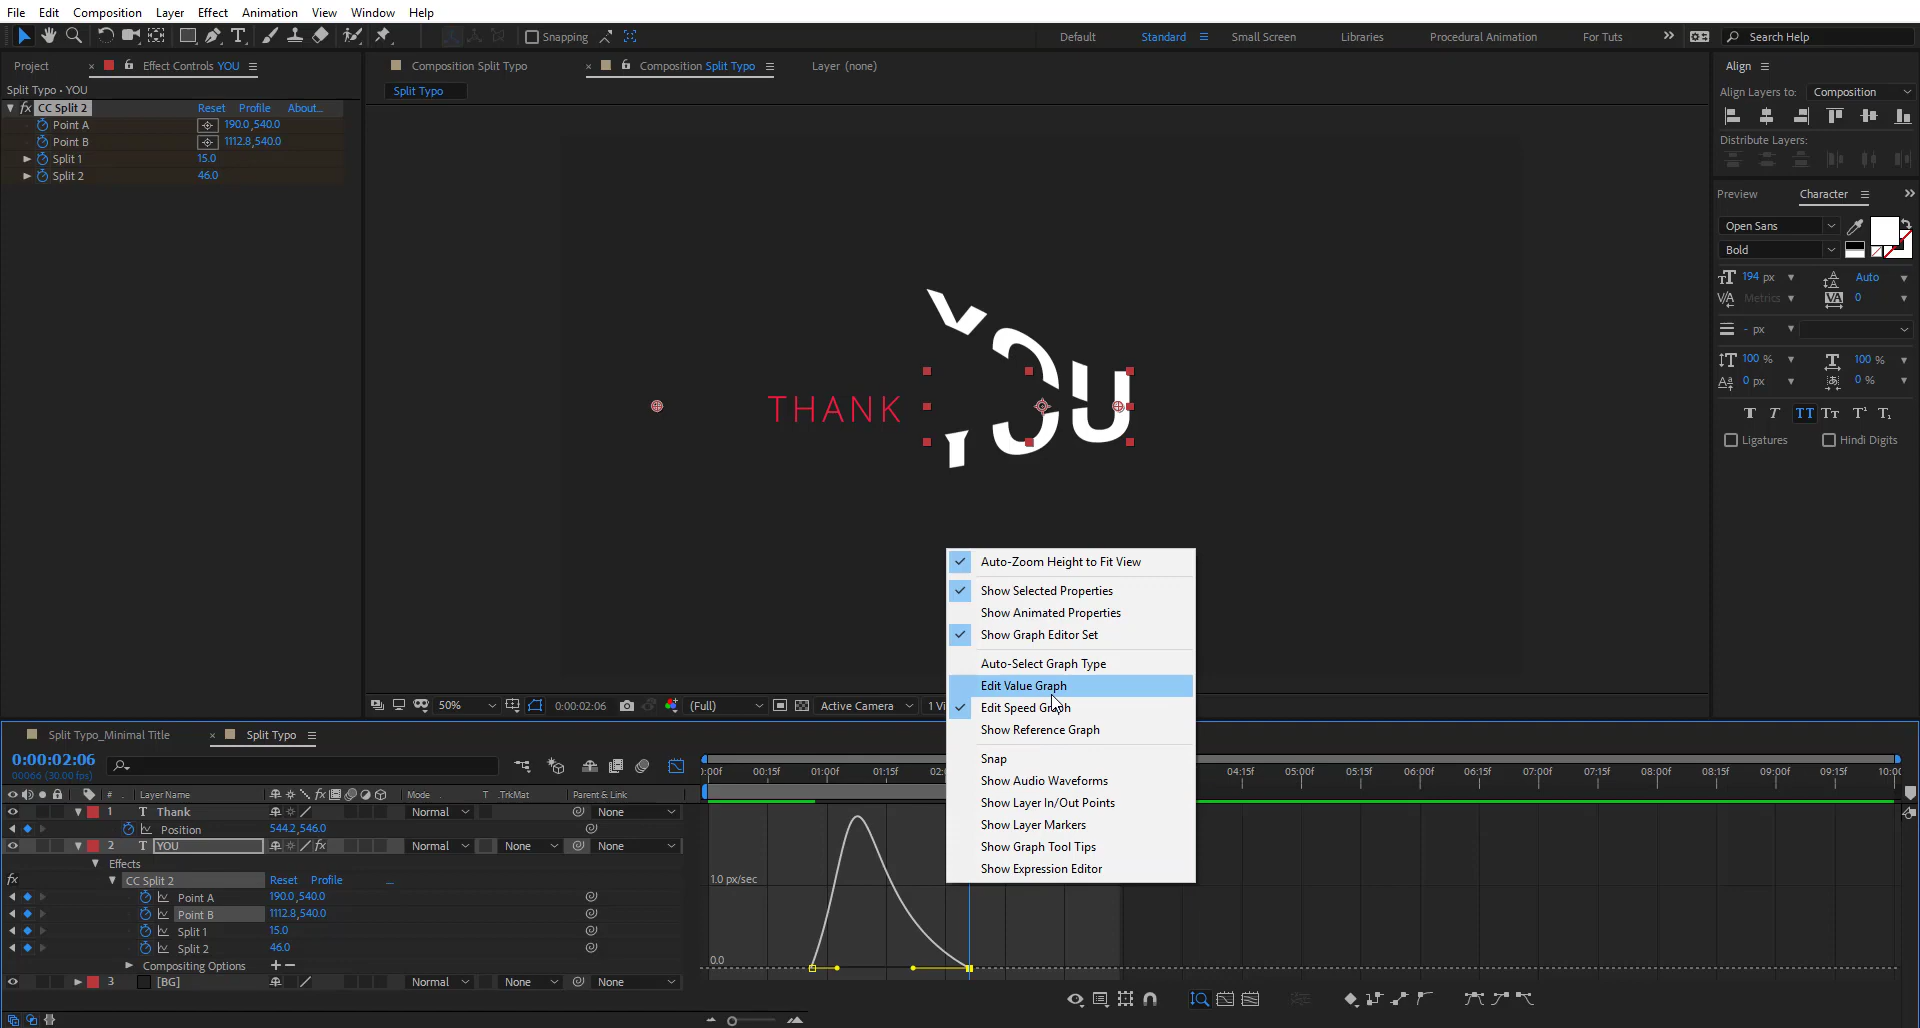 File Edit Composition Layer Effect Animation View Window Help
Snapping Default Standard Small Screen Libraries Procedural Animation For Tuts Search Help
Project Effect Controls YOU
Split Typo • YOU
fx CC Split 2 Reset Profile About...
Point A 190.0,540.0
Point B 1112.8,540.0
Split 1 15.0
Split 2 46.0
Composition Split Typo Composition Split Typo Layer (none)
Split Typo
THANK
YOU
50% 0:00:02:06 (Full) Active Camera 1 Vi
Align
Align Layers to: Composition
Distribute Layers:
Preview Character
Open Sans
Bold
194 px Auto
Metrics 0
- px
100 % 100 %
0 px 0 %
Ligatures Hindi Digits
Auto-Zoom Height to Fit View
Show Selected Properties
Show Animated Properties
Show Graph Editor Set
Auto-Select Graph Type
Edit Value Graph
Edit Speed Graph
Show Reference Graph
Snap
Show Audio Waveforms
Show Layer In/Out Points
Show Layer Markers
Show Graph Tool Tips
Show Expression Editor
Split Typo_Minimal Title Split Typo
0:00:02:06
00066 (30.00 fps)
# Layer Name Mode T .TrkMat Parent & Link
1 T Thank Normal None
Position 544.2,546.0
2 T YOU fx Normal None None
Effects
fx CC Split 2 Reset Profile ...
Point A 190.0,540.0
Point B 1112.8,540.0
Split 1 15.0
Split 2 46.0
Compositing Options + −
3 [BG] Normal None None
:00f 00:15f 01:00f 01:15f 02: 04:15f 05:00f 05:15f 06:00f 06:15f 07:00f 07:15f 08:00f 08:15f 09:00f 09:15f 10:00
1.0 px/sec
0.0